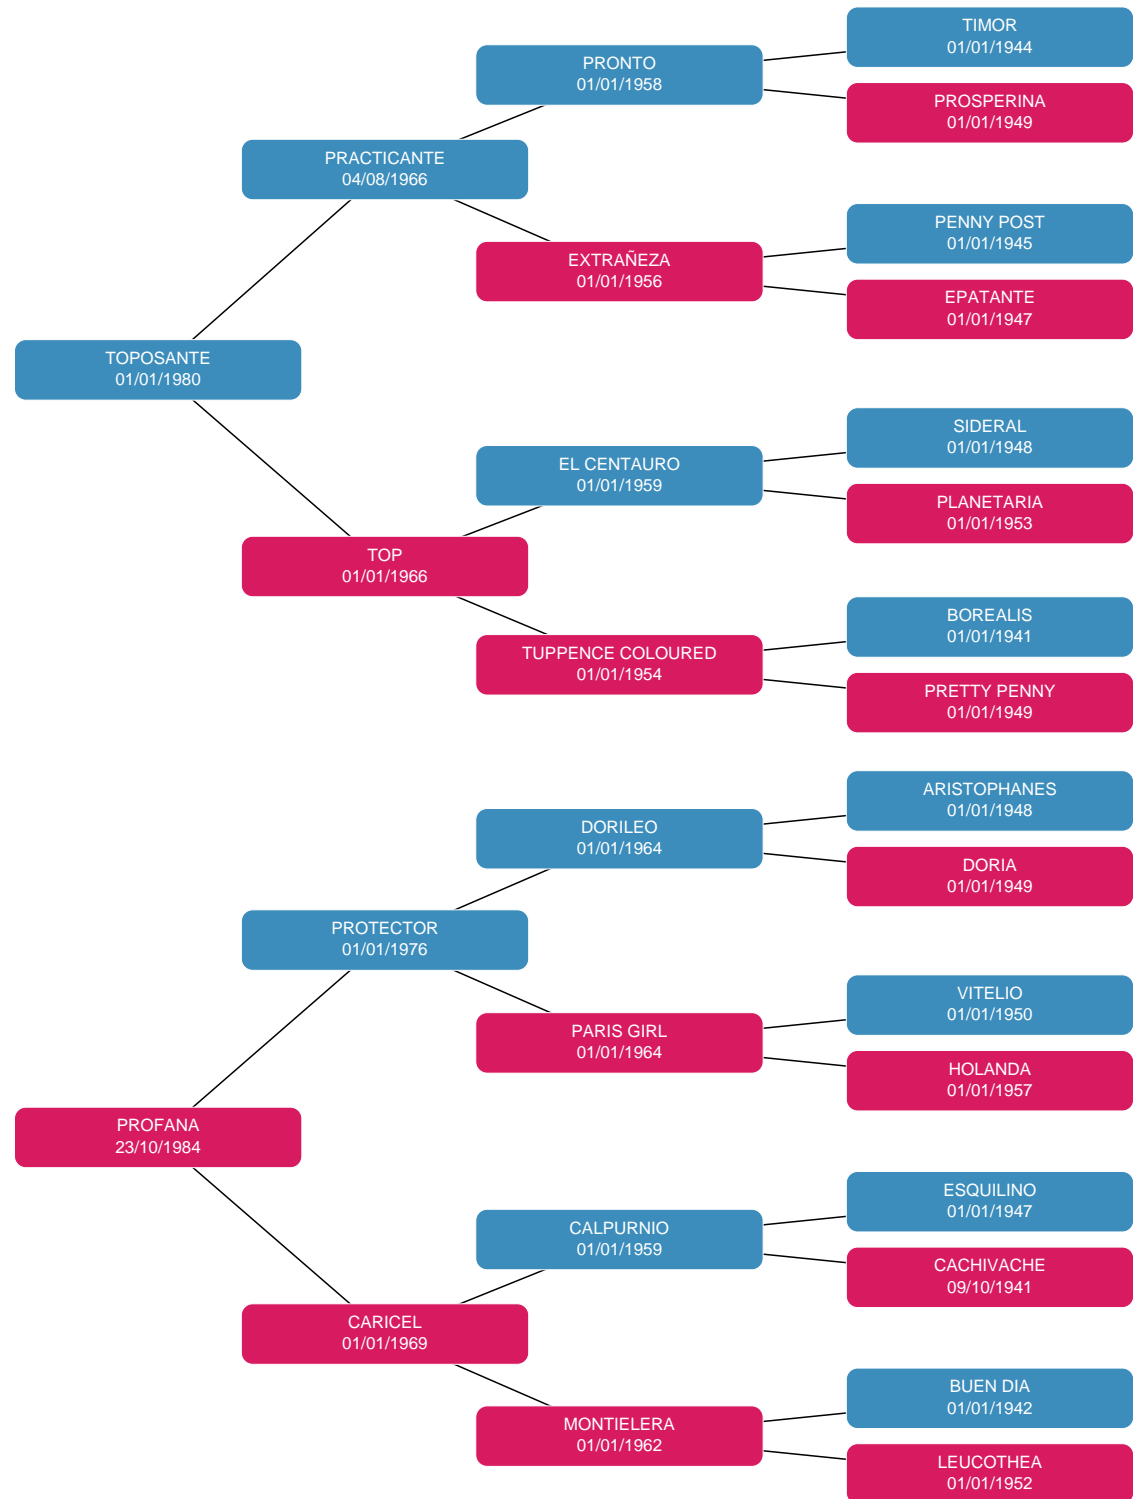 TIMOR
01/01/1944
PRONTO
01/01/1958
PROSPERINA
01/01/1949
PRACTICANTE
04/08/1966
PENNY POST
01/01/1945
EXTRAÑEZA
01/01/1956
EPATANTE
01/01/1947
TOPOSANTE
01/01/1980
SIDERAL
01/01/1948
EL CENTAURO
01/01/1959
PLANETARIA
01/01/1953
TOP
01/01/1966
BOREALIS
01/01/1941
TUPPENCE COLOURED
01/01/1954
PRETTY PENNY
01/01/1949
ARISTOPHANES
01/01/1948
DORILEO
01/01/1964
DORIA
01/01/1949
PROTECTOR
01/01/1976
VITELIO
01/01/1950
PARIS GIRL
01/01/1964
HOLANDA
01/01/1957
PROFANA
23/10/1984
ESQUILINO
01/01/1947
CALPURNIO
01/01/1959
CACHIVACHE
09/10/1941
CARICEL
01/01/1969
BUEN DIA
01/01/1942
MONTIELERA
01/01/1962
LEUCOTHEA
01/01/1952